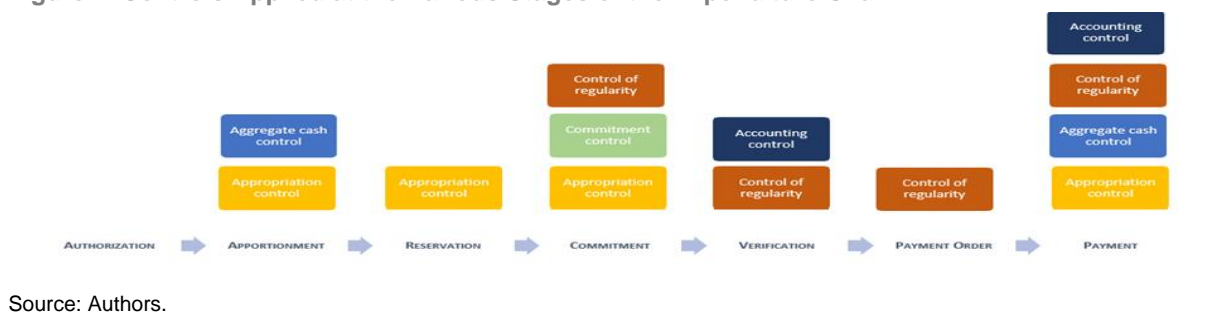 Accounting
control
Control of
regularity
Control of
regularity
Aggregate cash
control
Commitment
control
Accounting
control
Aggregate cash
control
Appropriation
control
Appropriation
control
Appropriation
control
Control of
regularity
Control of
regularity
Appropriation
control
AUTHORIZATION APPORTIONMENT RESERVATION COMMITMENT VERIFICATION PAYMENT ORDER PAYMENT
Source: Authors.